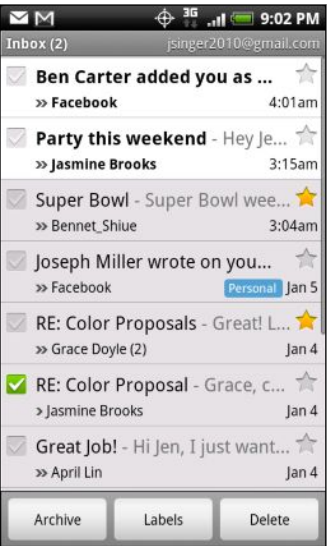 3G 9:02 PM
Inbox (2) jsinger2010@gmail.com
Ben Carter added you as ...
» Facebook 4:01am
Party this weekend - Hey Je...
» Jasmine Brooks 3:15am
Super Bowl - Super Bowl wee...
» Bennet_Shiue 3:04am
Joseph Miller wrote on you...
» Facebook Personal Jan 5
RE: Color Proposals - Great! L...
» Grace Doyle (2) Jan 4
RE: Color Proposal - Grace, c...
› Jasmine Brooks Jan 4
Great Job! - Hi Jen, I just want...
» April Lin Jan 4
Archive Labels Delete